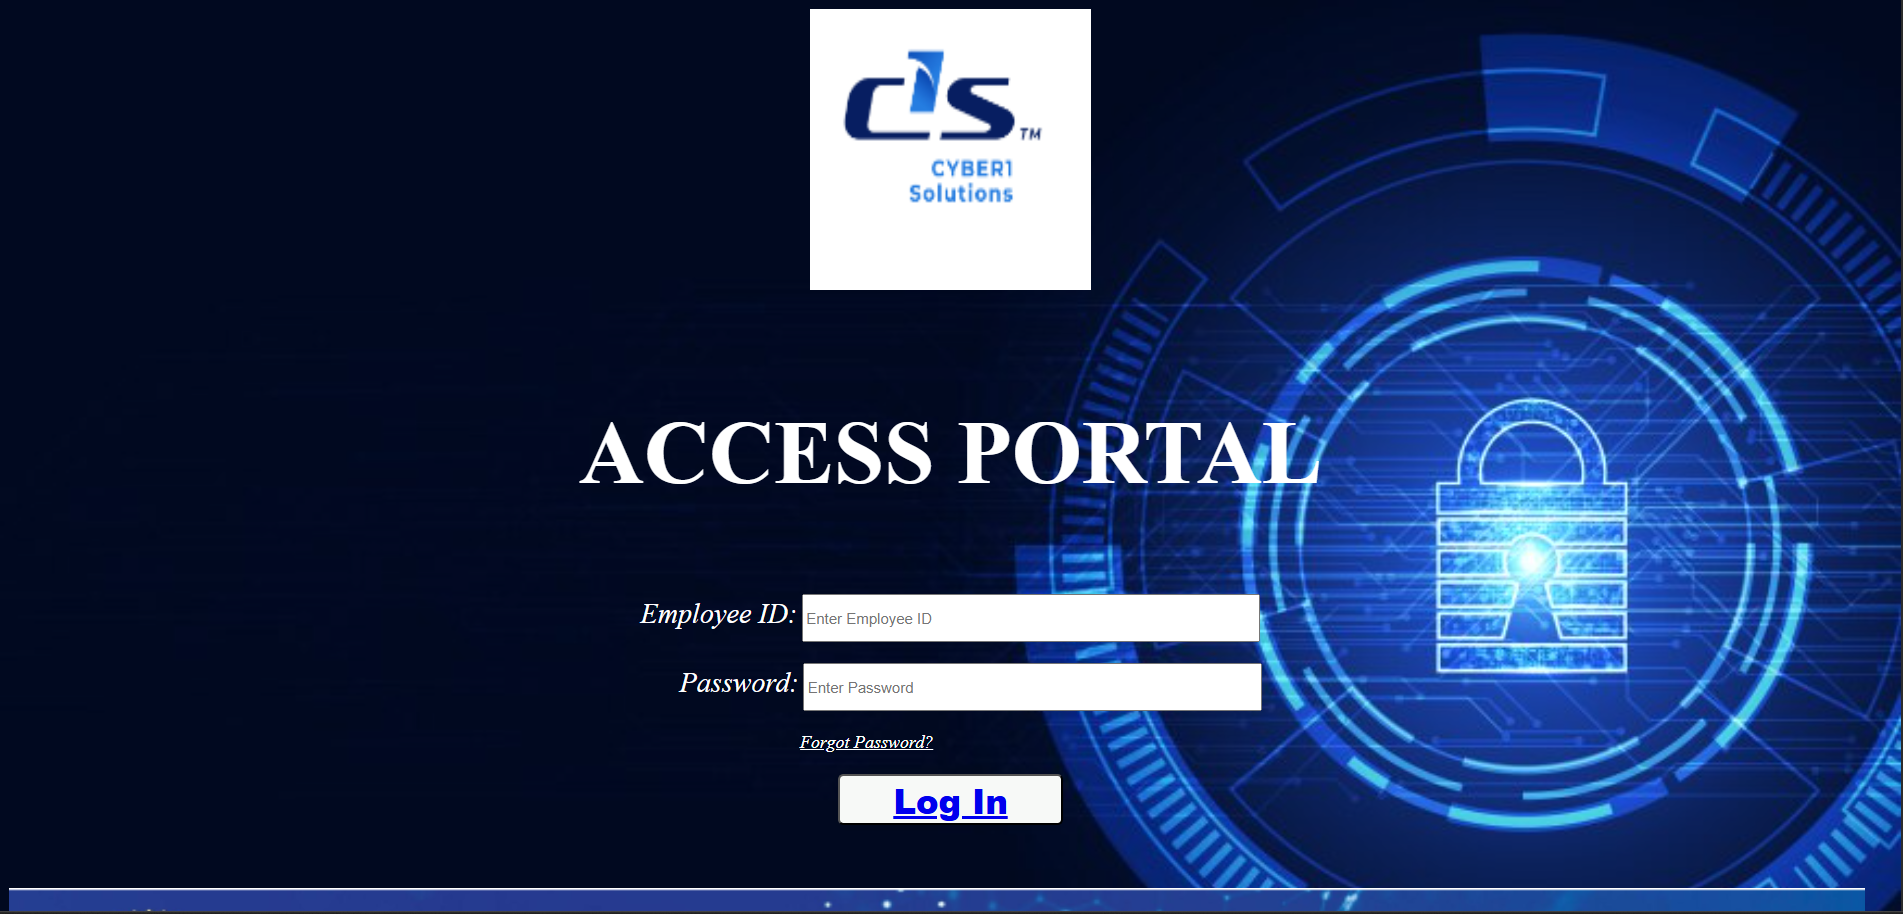 C1S TM
CYBER1
Solutions
ACCESS PORTAL
Employee ID: Enter Employee ID
Password: Enter Password
Forgot Password?
Log In